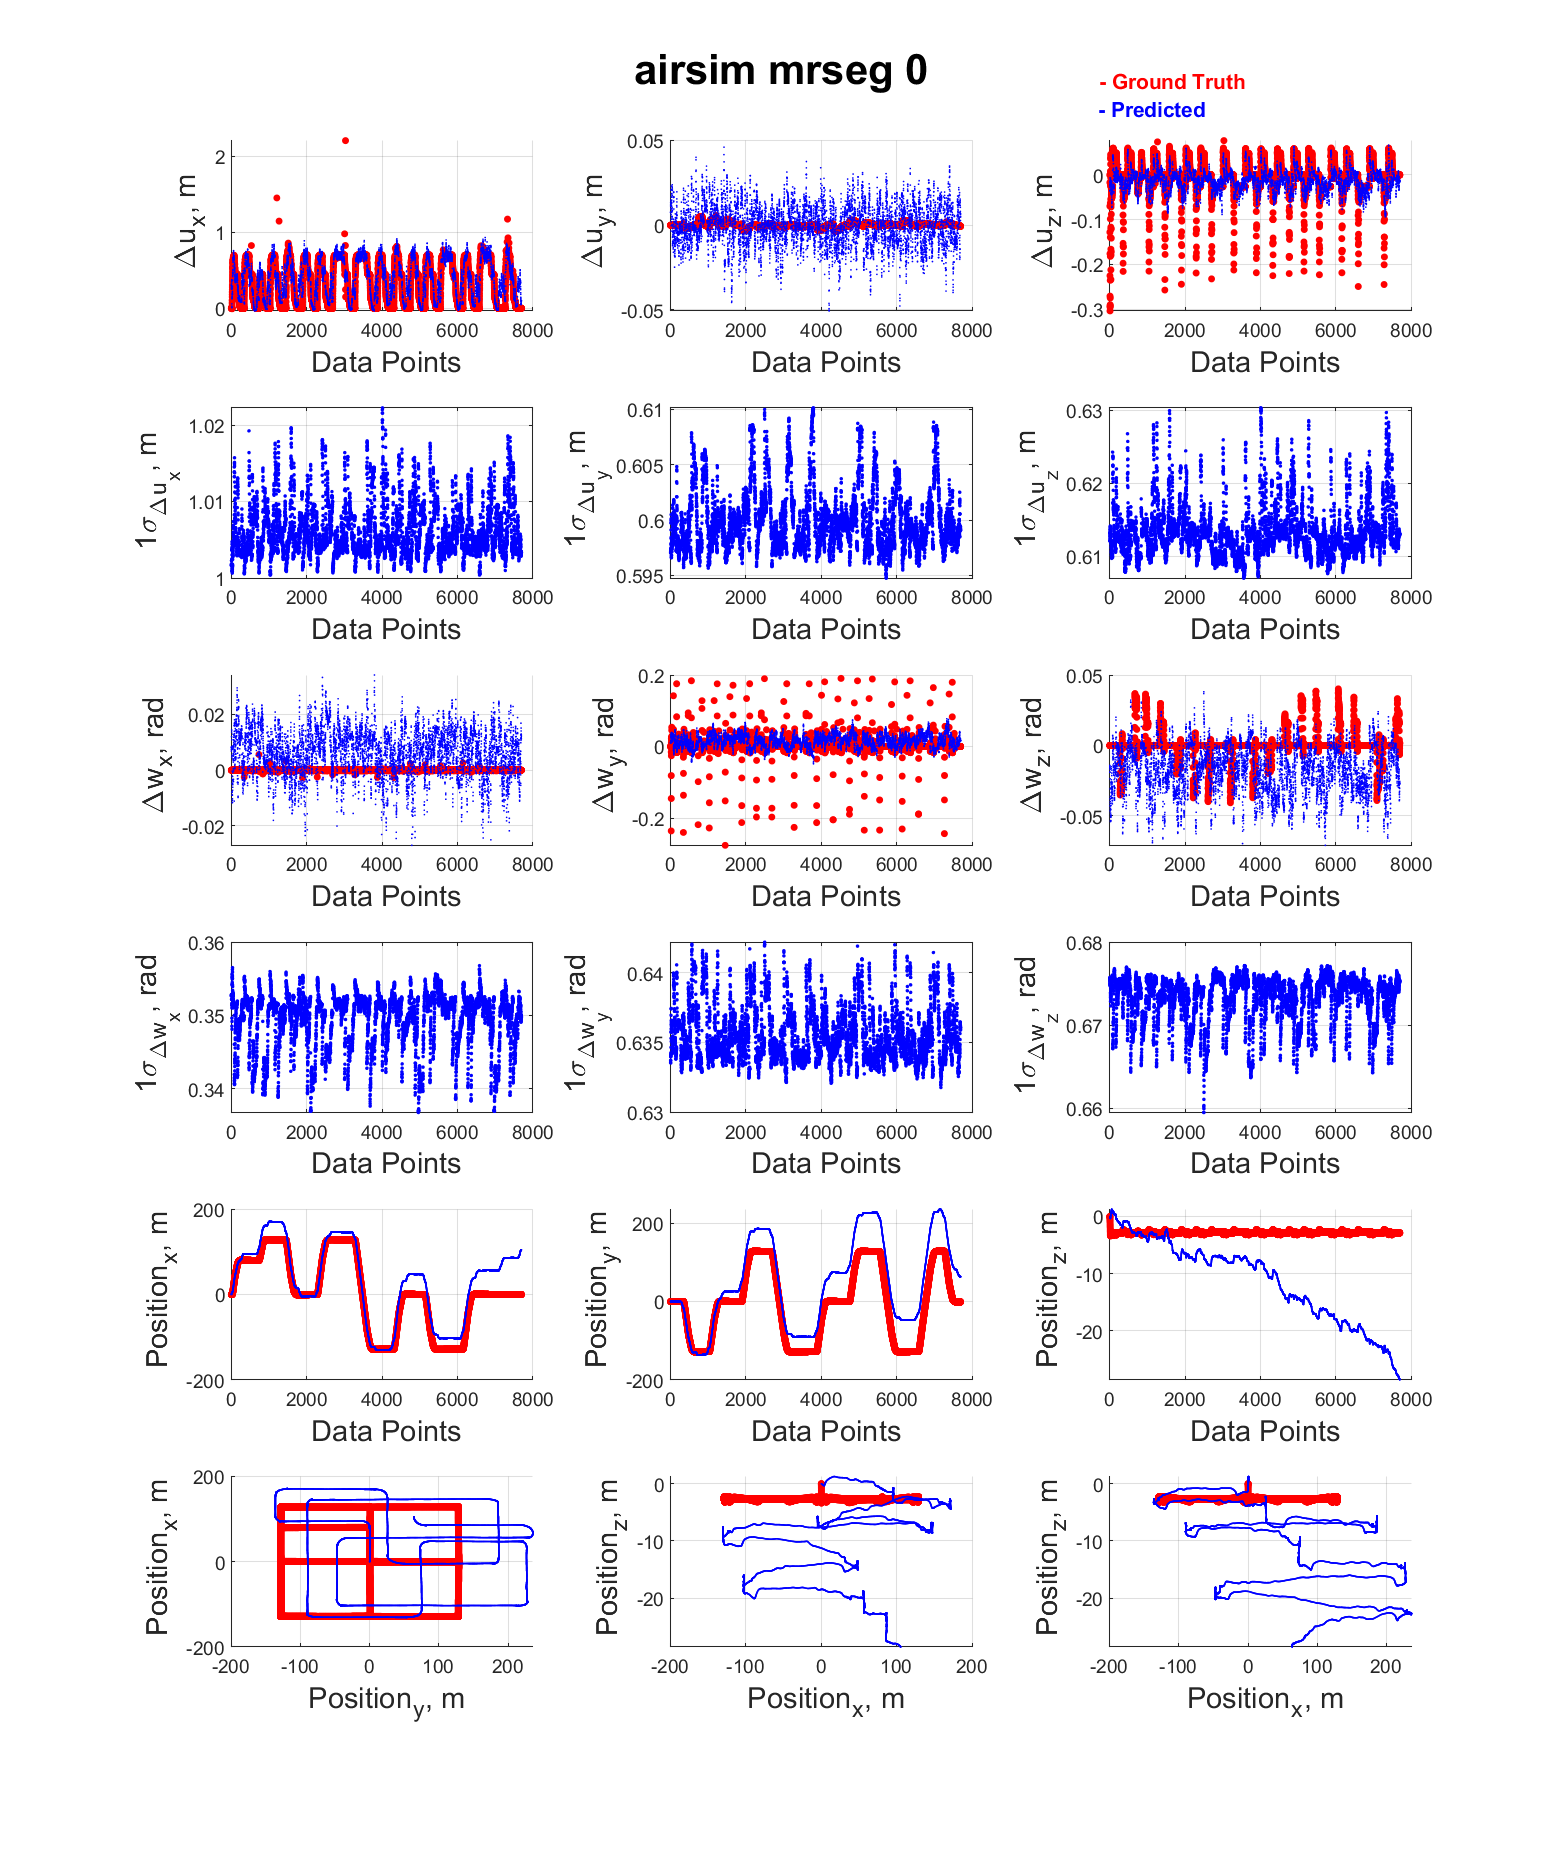 airsim mrseg 0
- Ground Truth
- Predicted
Δu_x, m
2
1
0
0 2000 4000 6000 8000
Data Points
Δu_y, m
0.05
0
-0.05
0 2000 4000 6000 8000
Data Points
Δu_z, m
0
-0.1
-0.2
-0.3
0 2000 4000 6000 8000
Data Points
1σ_Δu_x, m
1.02
1.01
1
0 2000 4000 6000 8000
Data Points
1σ_Δu_y, m
0.61
0.605
0.6
0.595
0 2000 4000 6000 8000
Data Points
1σ_Δu_z, m
0.63
0.62
0.61
0 2000 4000 6000 8000
Data Points
Δw_x, rad
0.02
0
-0.02
0 2000 4000 6000 8000
Data Points
Δw_y, rad
0.2
0
-0.2
0 2000 4000 6000 8000
Data Points
Δw_z, rad
0.05
0
-0.05
0 2000 4000 6000 8000
Data Points
1σ_Δw_x, rad
0.36
0.35
0.34
0 2000 4000 6000 8000
Data Points
1σ_Δw_y, rad
0.64
0.635
0.63
0 2000 4000 6000 8000
Data Points
1σ_Δw_z, rad
0.68
0.67
0.66
0 2000 4000 6000 8000
Data Points
Position_x, m
200
0
-200
0 2000 4000 6000 8000
Data Points
Position_y, m
200
0
-200
0 2000 4000 6000 8000
Data Points
Position_z, m
0
-10
-20
0 2000 4000 6000 8000
Data Points
Position_x, m
200
0
-200
-200 -100 0 100 200
Position_y, m
Position_z, m
0
-10
-20
-200 -100 0 100 200
Position_x, m
Position_z, m
0
-10
-20
-200 -100 0 100 200
Position_x, m